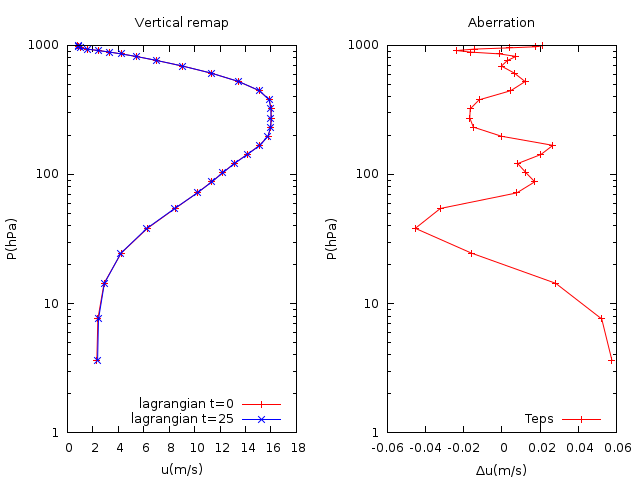 Vertical remap
1000
100
10
1
P(hPa)
lagrangian t=0
lagrangian t=25
0 2 4 6 8 10 12 14 16 18
u(m/s)
Aberration
1000
100
10
1
P(hPa)
Teps
-0.06 -0.04 -0.02 0 0.02 0.04 0.06
Δu(m/s)